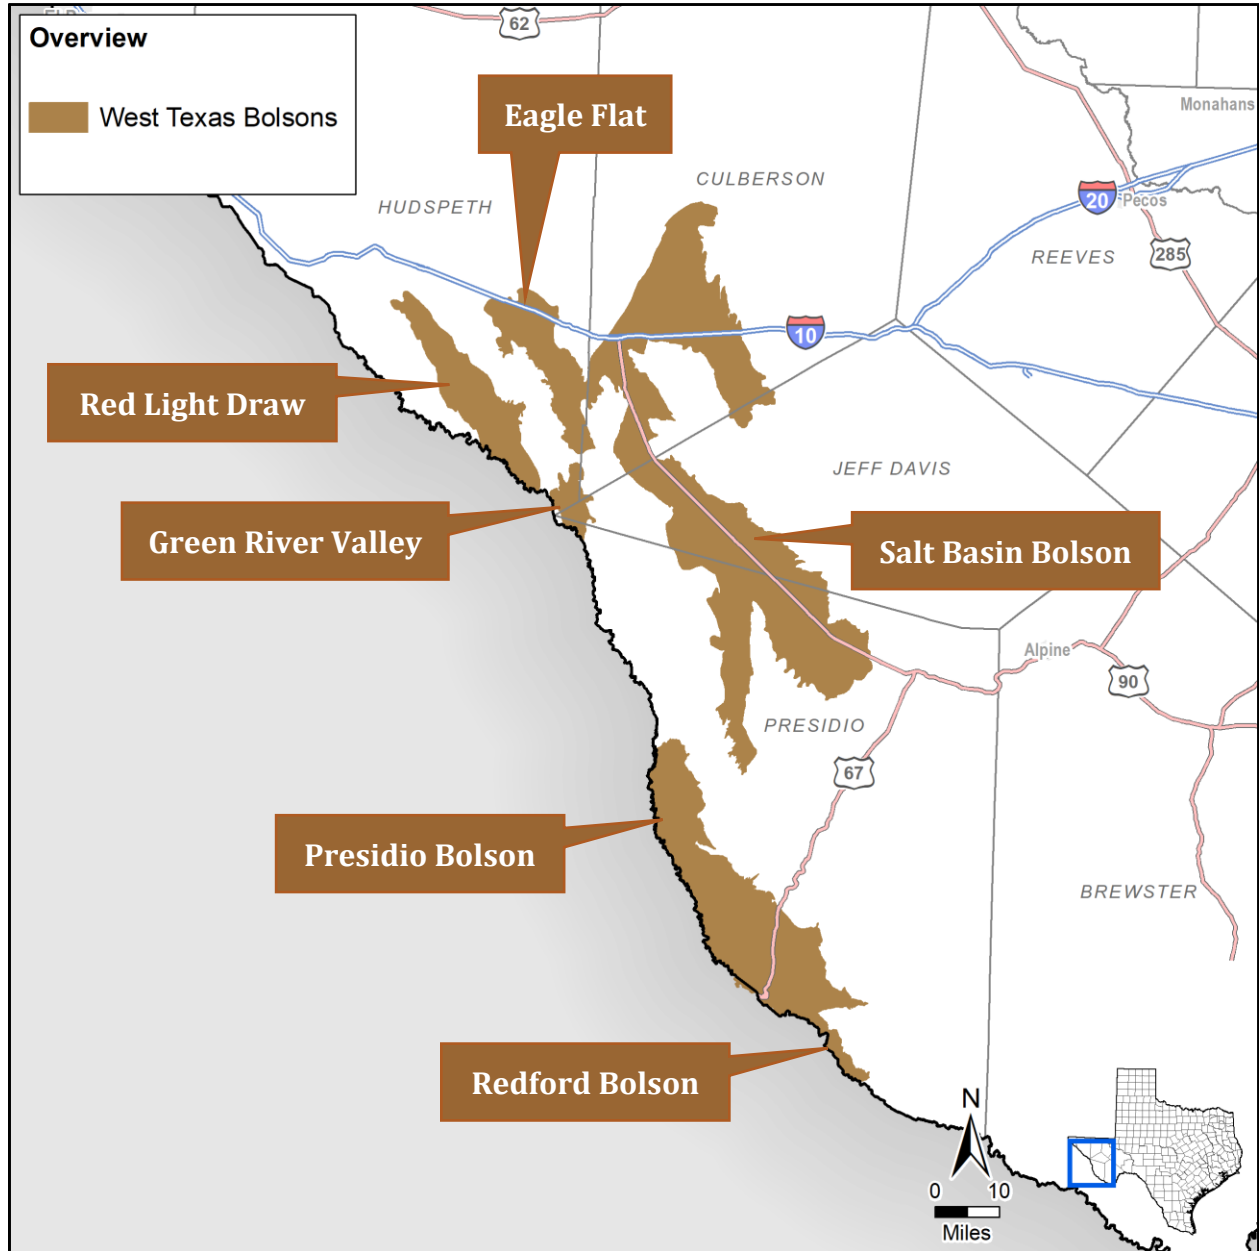 Overview
West Texas Bolsons
62
Eagle Flat
Monahans
CULBERSON
HUDSPETH
20
Pecos
285
REEVES
10
Red Light Draw
JEFF DAVIS
Green River Valley
Salt Basin Bolson
Alpine
90
PRESIDIO
67
Presidio Bolson
BREWSTER
Redford Bolson
N
0 10
Miles